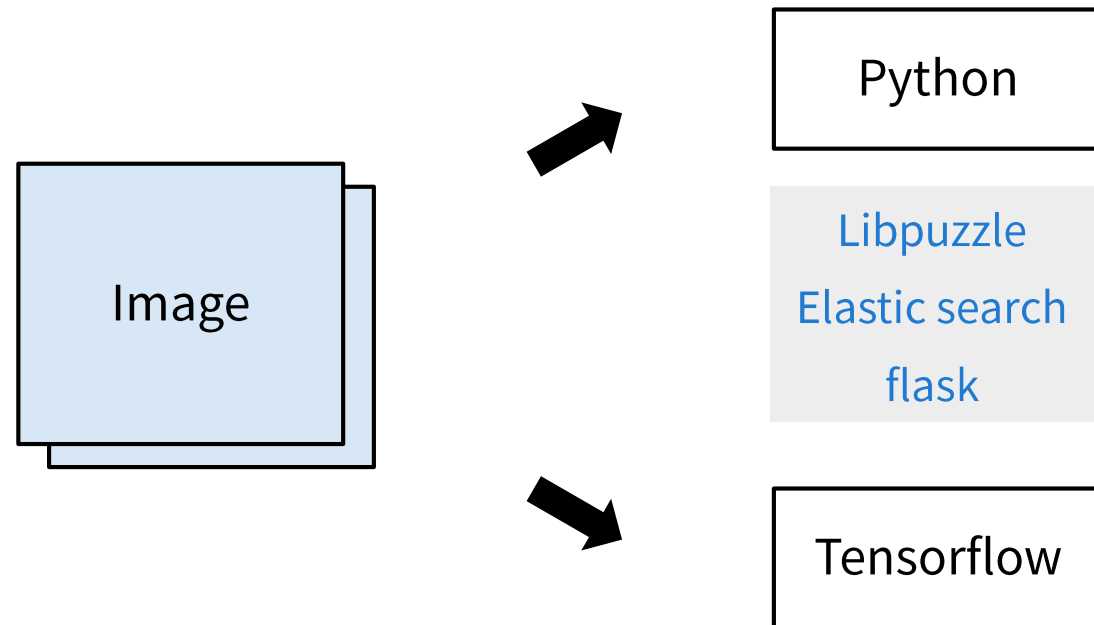 Image
Python
Libpuzzle
Elastic search
flask
Tensorflow